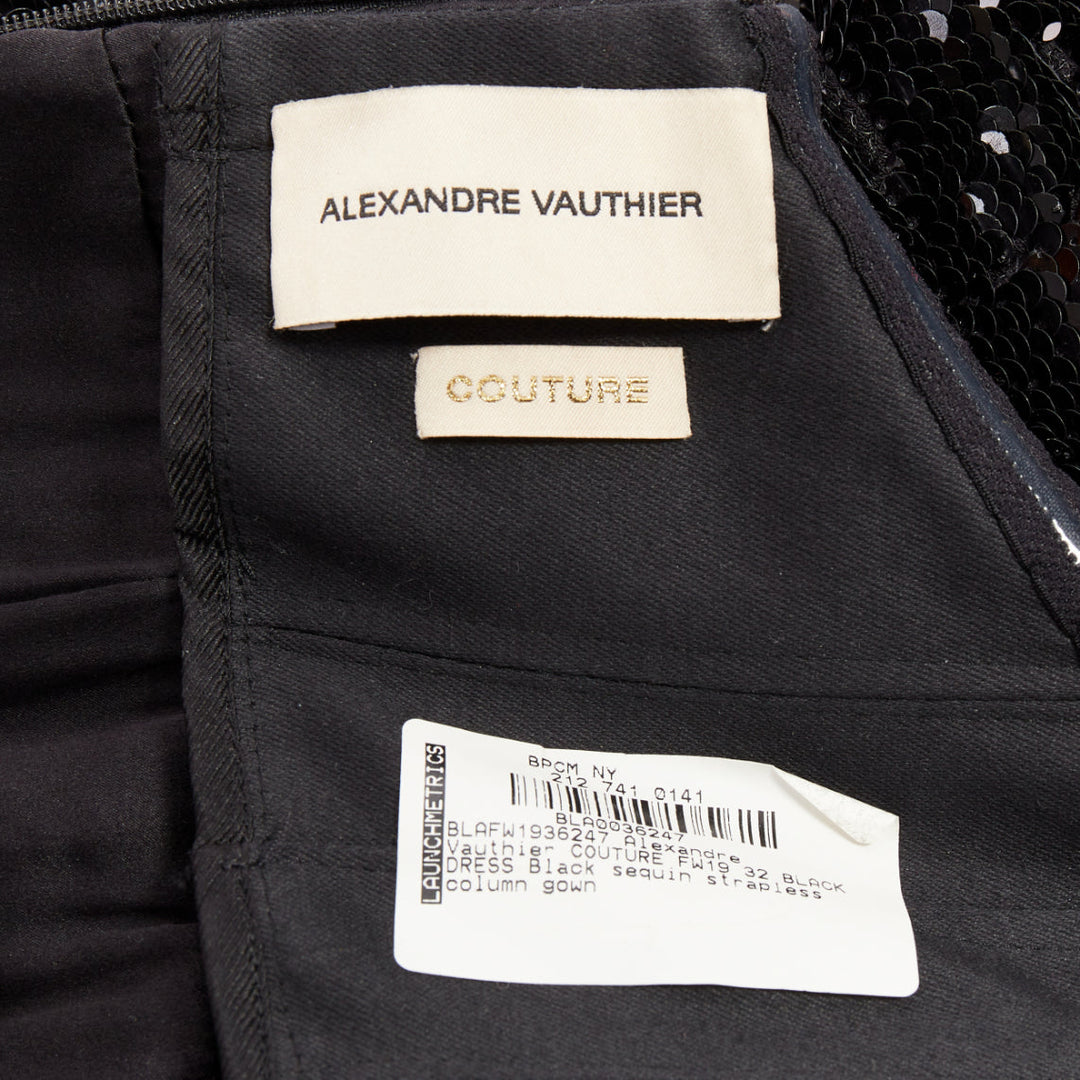 ALEXANDRE VAUTHIER
COUTURE
LAUNCHMETRICS
BPCM NY
212 741 0141
BLA0036247
BLAFW1936247 Alexandre
Vauthier COUTURE FW19 32 BLACK
DRESS Black sequin strapless
column gown